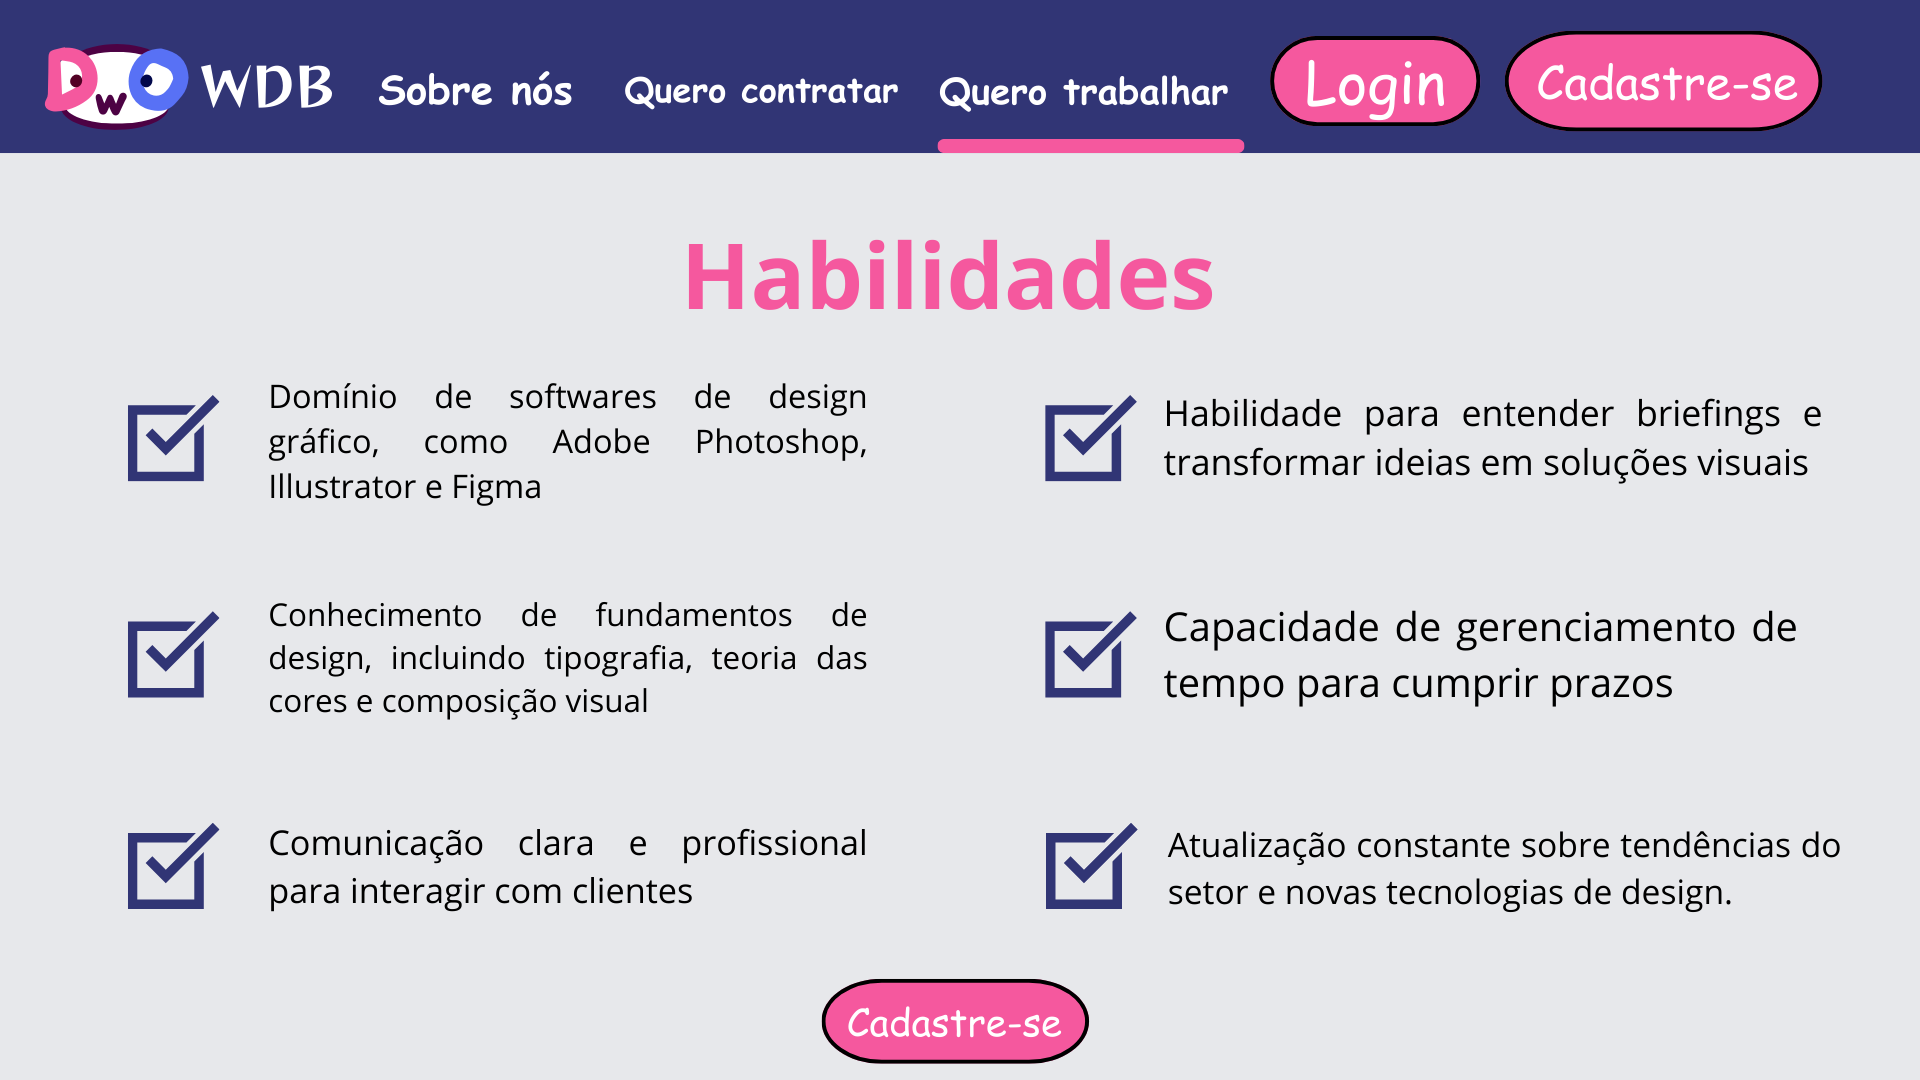 DwO WDB Sobre nós Quero contratar Quero trabalhar Login Cadastre-se
Habilidades
Domínio de softwares de design
gráfico, como Adobe Photoshop,
Illustrator e Figma
Habilidade para entender briefings e
transformar ideias em soluções visuais
Conhecimento de fundamentos de
design, incluindo tipografia, teoria das
cores e composição visual
Capacidade de gerenciamento de
tempo para cumprir prazos
Comunicação clara e profissional
para interagir com clientes
Atualização constante sobre tendências do
setor e novas tecnologias de design.
Cadastre-se